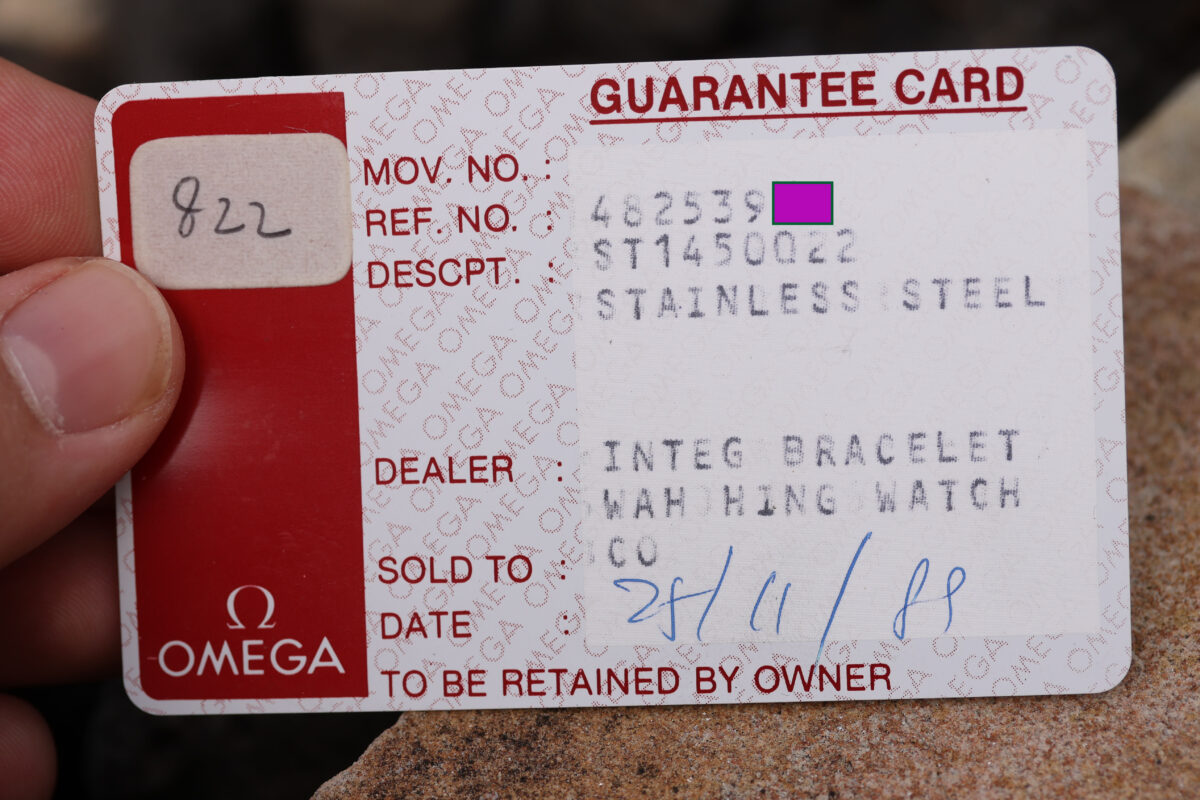 GUARANTEE CARD
822
MOV. NO. : 482539
REF. NO. : ST1450022
DESCPT. : STAINLESS STEEL
INTEG BRACELET
DEALER : WAH HING WATCH
CO
SOLD TO :
DATE : 25/11/89
Ω
OMEGA
TO BE RETAINED BY OWNER